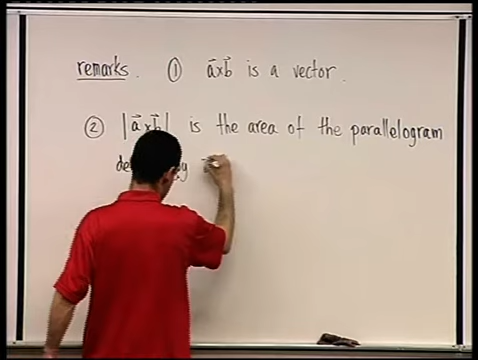 remarks. ① a⃗×b⃗ is a vector.
② |a⃗×b⃗| is the area of the parallelogram